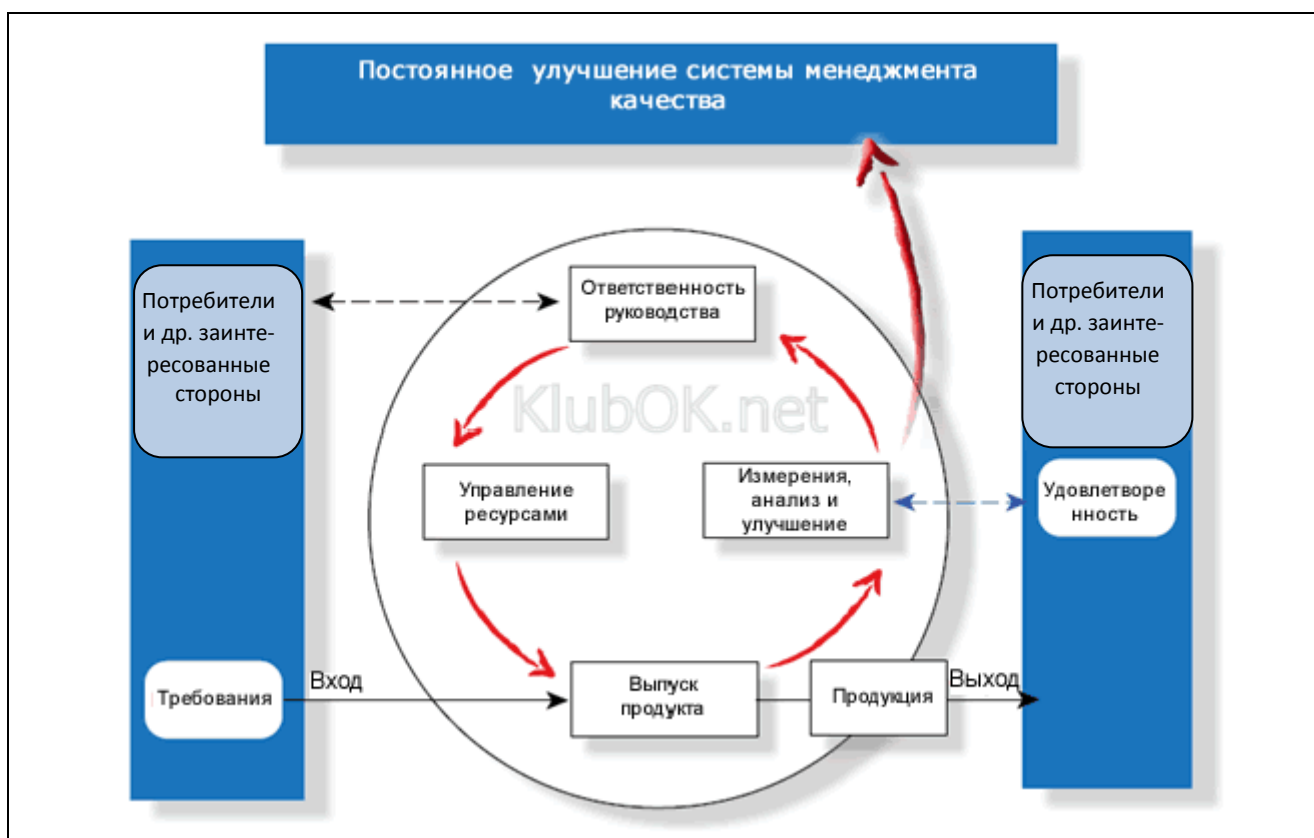 Постоянное улучшение системы менеджмента
качества
Потребители
и др. заинте-
ресованные
стороны
Ответственность
руководства
Потребители
и др. заинте-
ресованные
стороны
KlubOK.net
Управление
ресурсами
Измерения,
анализ и
улучшение
Удовлетворе
нность
Требования
Вход
Выпуск
продукта
Продукция
Выход